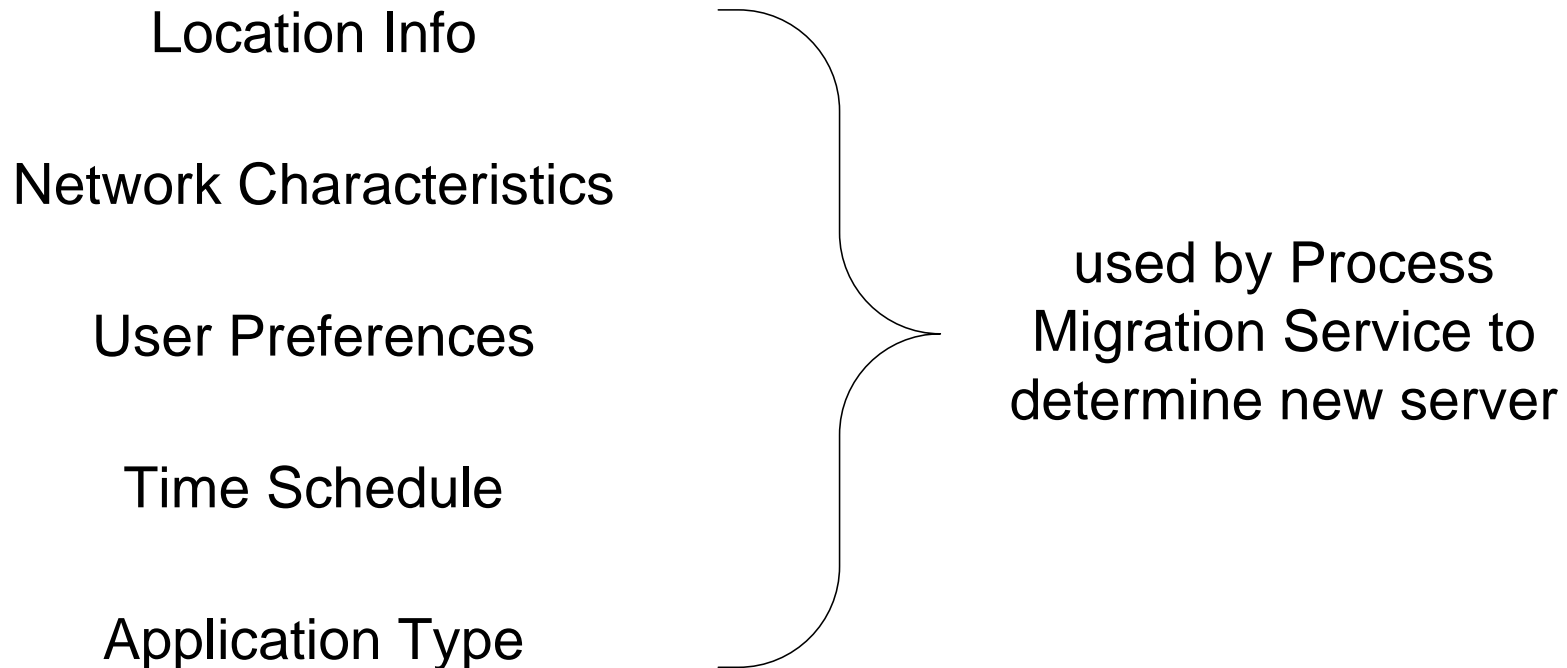 Location Info
Network Characteristics
User Preferences
Time Schedule
Application Type
used by Process
Migration Service to
determine new server